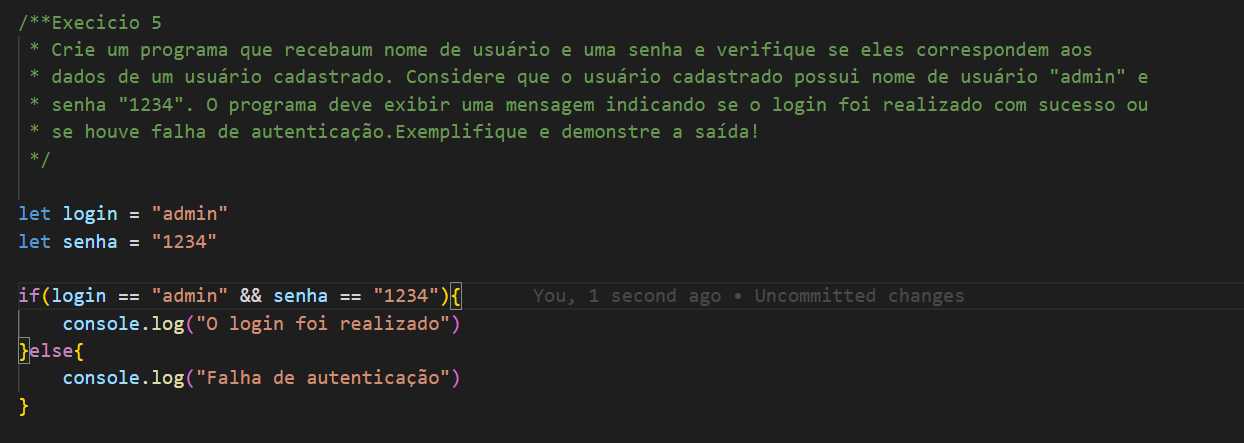 /**Execicio 5
* Crie um programa que recebaum nome de usuário e uma senha e verifique se eles correspondem aos
* dados de um usuário cadastrado. Considere que o usuário cadastrado possui nome de usuário "admin" e
* senha "1234". O programa deve exibir uma mensagem indicando se o login foi realizado com sucesso ou
* se houve falha de autenticação.Exemplifique e demonstre a saída!
*/
let login = "admin"
let senha = "1234"
if(login == "admin" && senha == "1234"){ You, 1 second ago • Uncommitted changes
console.log("O login foi realizado")
}else{
console.log("Falha de autenticação")
}